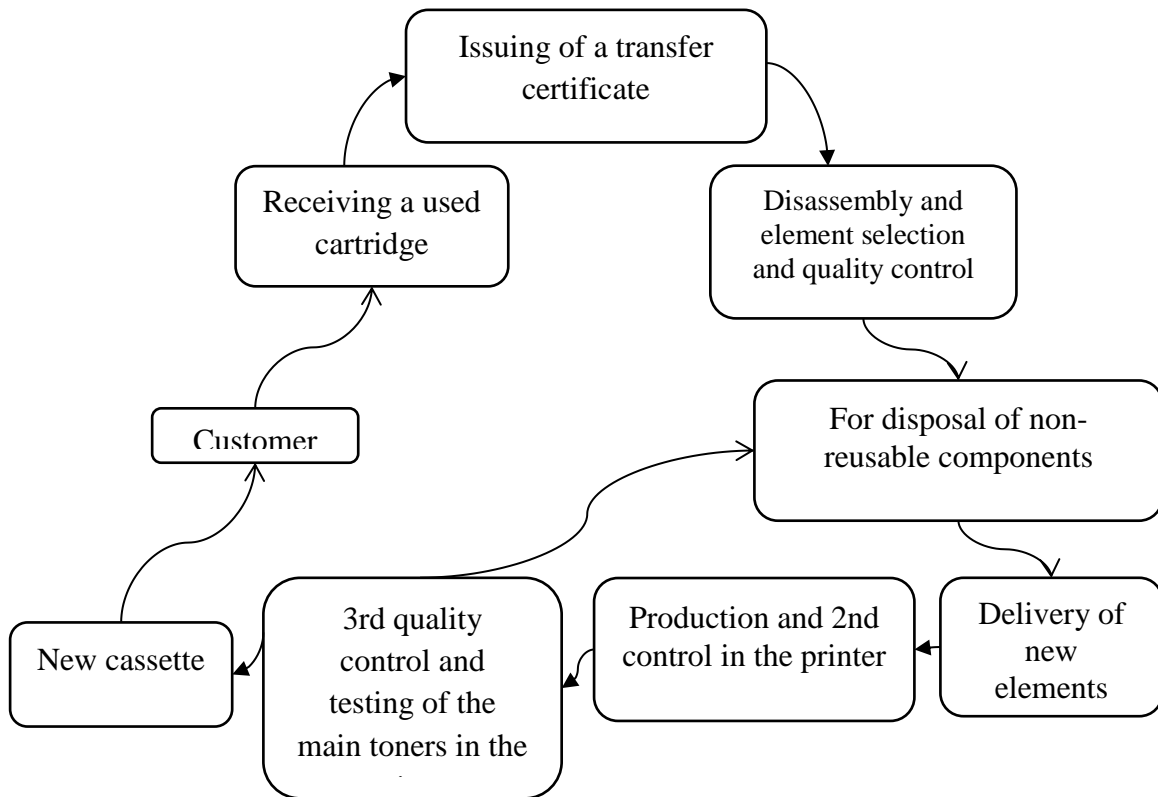 Issuing of a transfer
certificate
Receiving a used
cartridge
Disassembly and
element selection
and quality control
Customer
For disposal of non-
reusable components
New cassette
3rd quality
control and
testing of the
main toners in the
Production and 2nd
control in the printer
Delivery of
new
elements